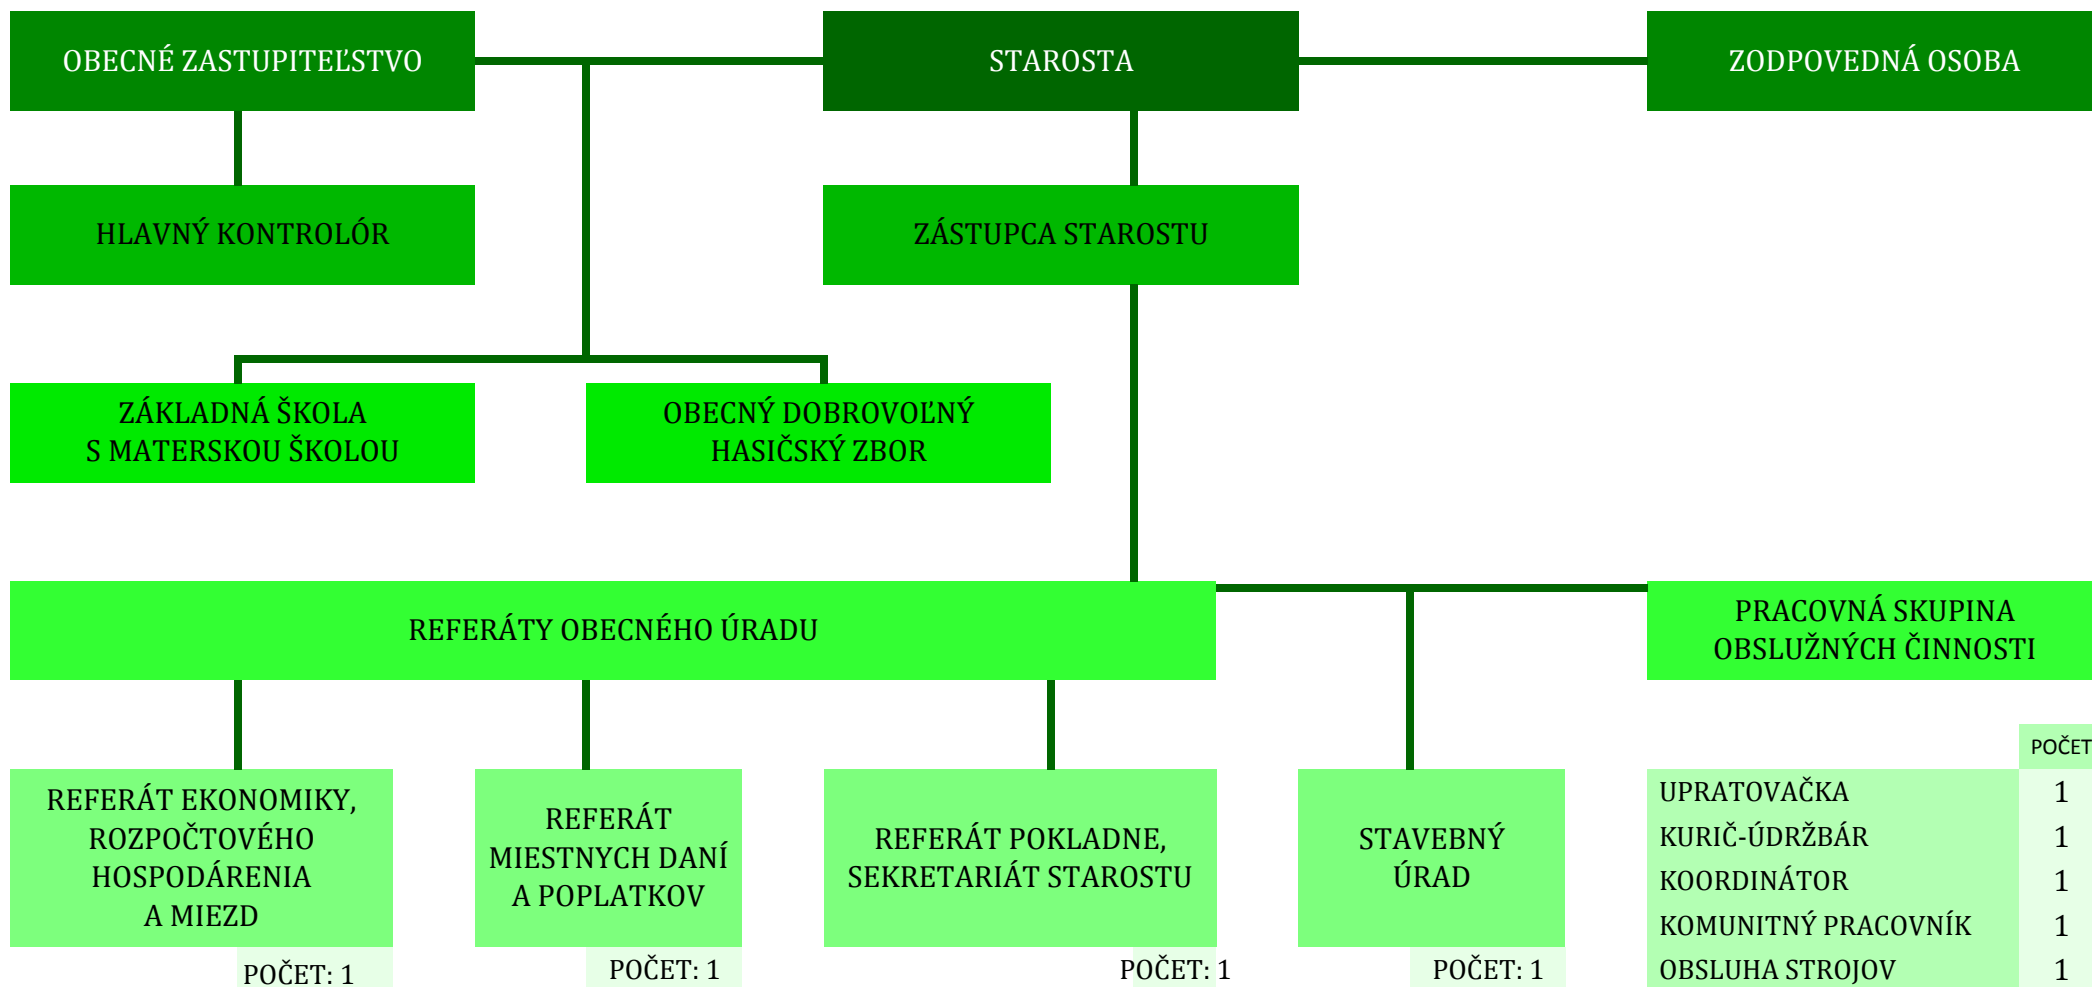 OBECNÉ ZASTUPITEĽSTVO
STAROSTA
ZODPOVEDNÁ OSOBA
HLAVNÝ KONTROLÓR
ZÁSTUPCA STAROSTU
ZÁKLADNÁ ŠKOLA
S MATERSKOU ŠKOLOU
OBECNÝ DOBROVOĽNÝ
HASIČSKÝ ZBOR
REFERÁTY OBECNÉHO ÚRADU
PRACOVNÁ SKUPINA
OBSLUŽNÝCH ČINNOSTI
REFERÁT EKONOMIKY,
ROZPOČTOVÉHO
HOSPODÁRENIA
A MIEZD
POČET: 1
REFERÁT
MIESTNYCH DANÍ
A POPLATKOV
POČET: 1
REFERÁT POKLADNE,
SEKRETARIÁT STAROSTU
POČET: 1
STAVEBNÝ
ÚRAD
POČET: 1
POČET
UPRATOVAČKA 1
KURIČ-ÚDRŽBÁR 1
KOORDINÁTOR 1
KOMUNITNÝ PRACOVNÍK 1
OBSLUHA STROJOV 1